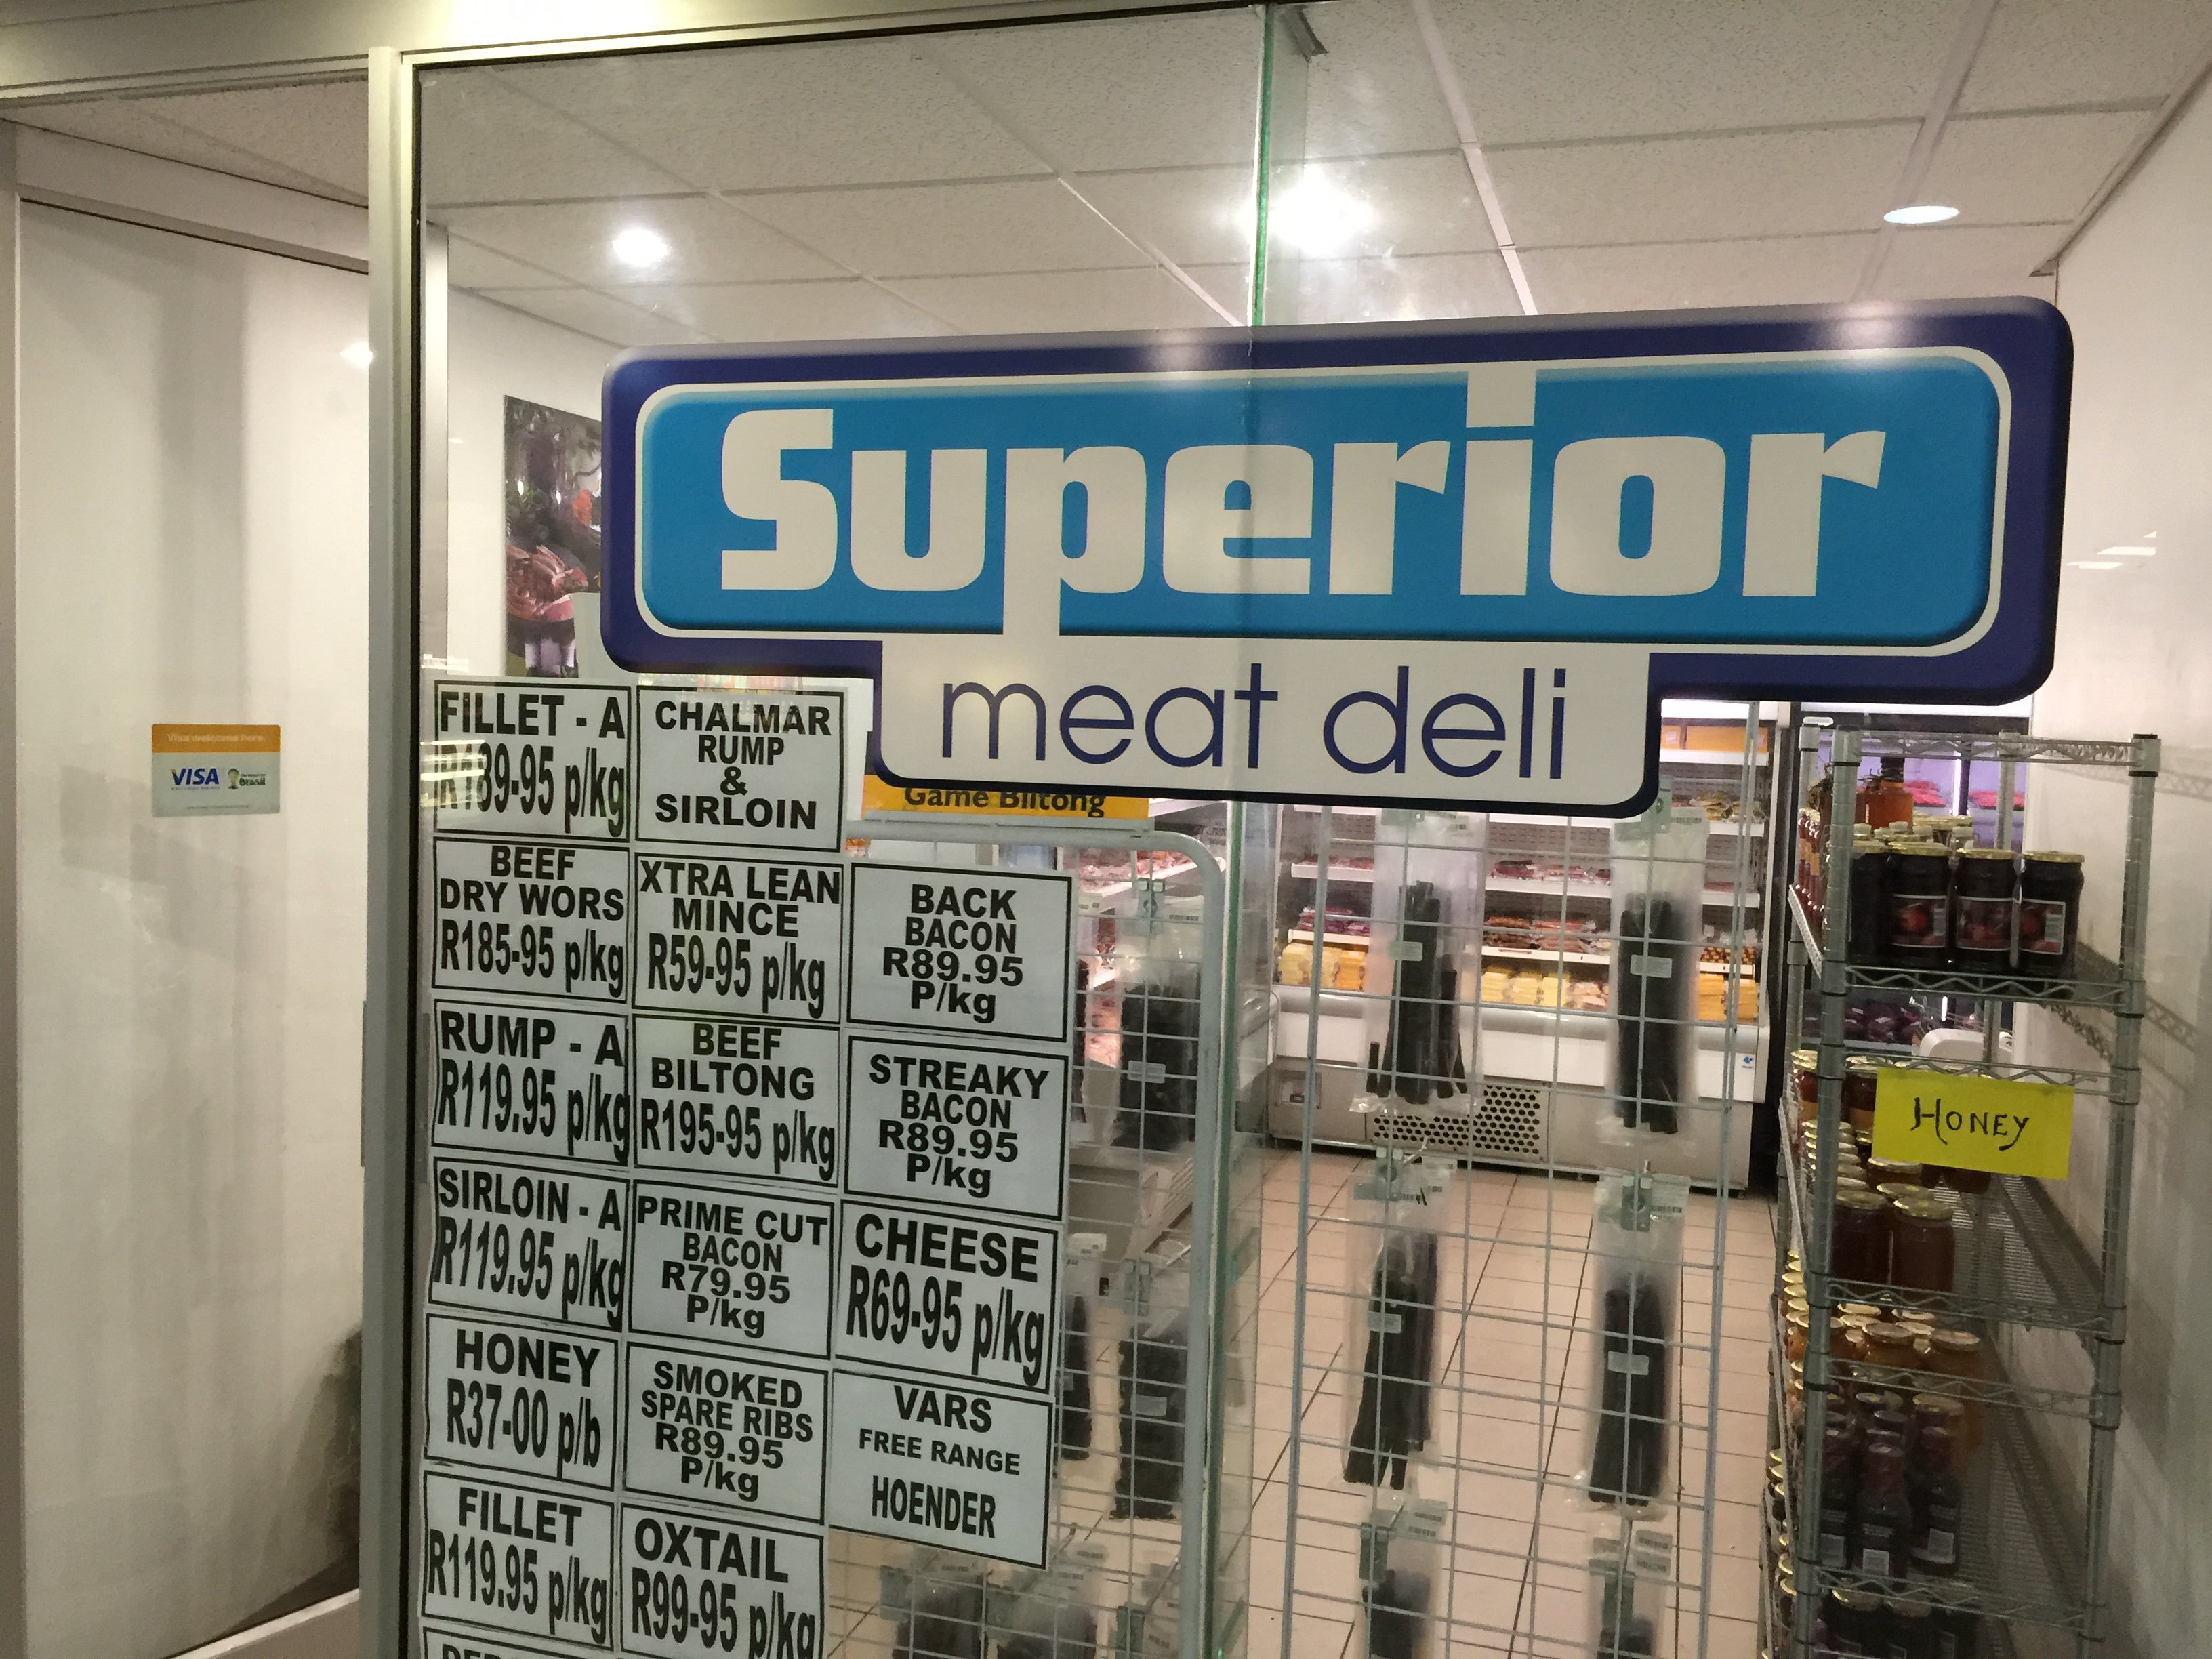 Superior
meat deli
Game Biltong
Visa welcome here.
VISA
Brasil
FILLET - A
R189-95 p/kg
CHALMAR
RUMP
&
SIRLOIN
BEEF
DRY WORS
R185-95 p/kg
XTRA LEAN
MINCE
R59-95 p/kg
BACK
BACON
R89.95
P/kg
RUMP - A
R119.95 p/kg
BEEF
BILTONG
R195-95 p/kg
STREAKY
BACON
R89.95
P/kg
SIRLOIN - A
R119.95 p/kg
PRIME CUT
BACON
R79.95
P/kg
CHEESE
R69-95 p/kg
HONEY
R37-00 p/b
SMOKED
SPARE RIBS
R89.95
P/kg
VARS
FREE RANGE
HOENDER
FILLET
R119.95 p/kg
OXTAIL
R99-95 p/kg
HONEY